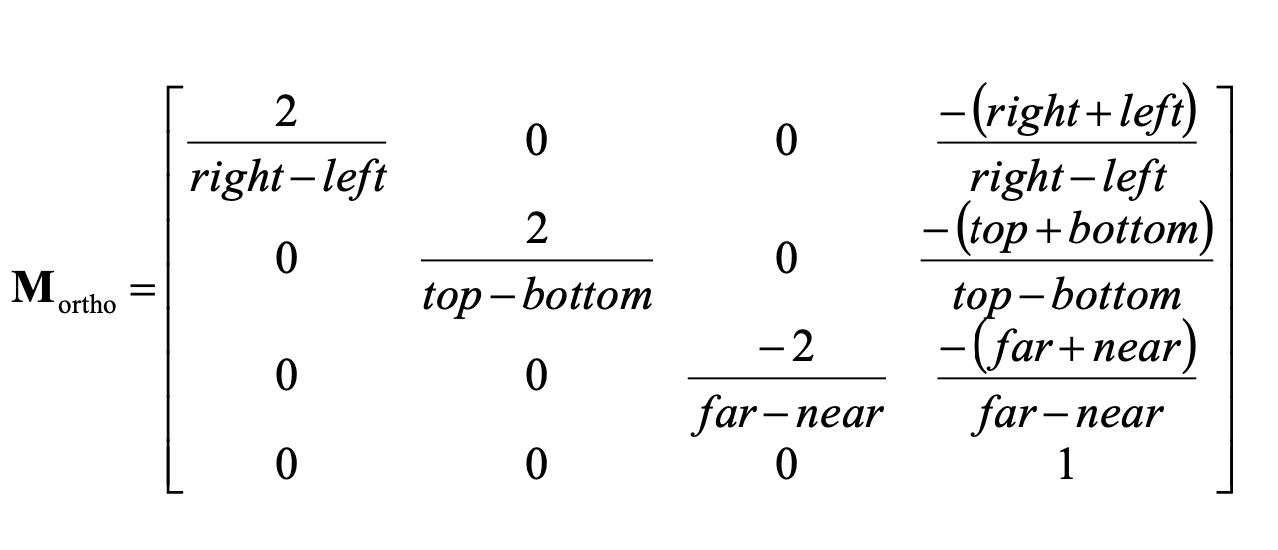 M_ortho = [ 2/(right−left) 0 0 −(right+left)/(right−left)
0 2/(top−bottom) 0 −(top+bottom)/(top−bottom)
0 0 −2/(far−near) −(far+near)/(far−near)
0 0 0 1 ]